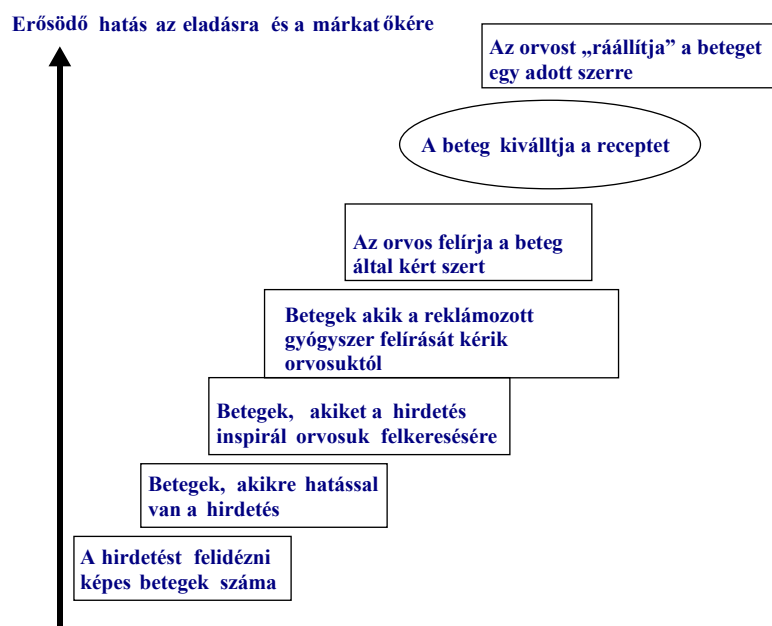 Erősödő hatás az eladásra és a márkatőkére
Az orvost „ráállítja” a beteget
egy adott szerre
A beteg kiválltja a receptet
Az orvos felírja a beteg
által kért szert
Betegek akik a reklámozott
gyógyszer felírását kérik
orvosuktól
Betegek, akiket a hirdetés
inspirál orvosuk felkeresésére
Betegek, akikre hatással
van a hirdetés
A hirdetést felidézni
képes betegek száma